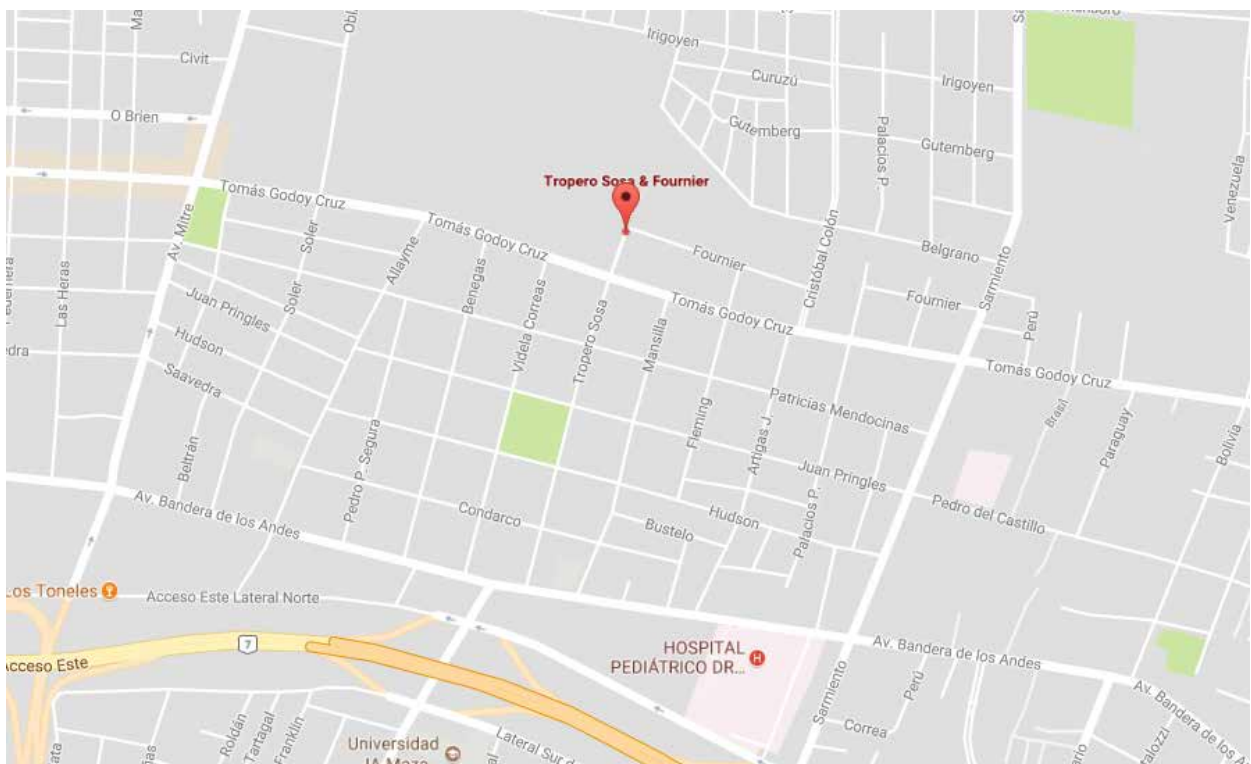 Irigoyen
Civit
Curuzú
Irigoyen
O Brien
Gutemberg
Palacios P.
Gutemberg
Venezuela
Tropero Sosa & Fournier
Tomás Godoy Cruz
Av. Mitre
Soler
Allayme
Tomás Godoy Cruz
Fournier
Cristóbal Colón
Belgrano
Sarmiento
Las Heras
Soler
Benegas
Videla Correas
Juan Pringles
Hudson
Saavedra
Tropero Sosa
Mansilla
Tomás Godoy Cruz
Fournier
Perú
Tomás Godoy Cruz
Patricias Mendocinas
Fleming
Artigas J.
Brasil
Paraguay
Bolivia
Beltrán
Pedro P. Segura
Juan Pringles
Pedro del Castillo
Av. Bandera de los Andes
Condarco
Bustelo
Hudson
Palacios P.
Los Toneles
Acceso Este Lateral Norte
7
Acceso Este
HOSPITAL
PEDIÁTRICO DR...
H
Av. Bandera de los Andes
Sarmiento
Perú
Correa
Av. Bandera de los
Roldán
Tartagal
Franklin
Universidad
Lateral Sur